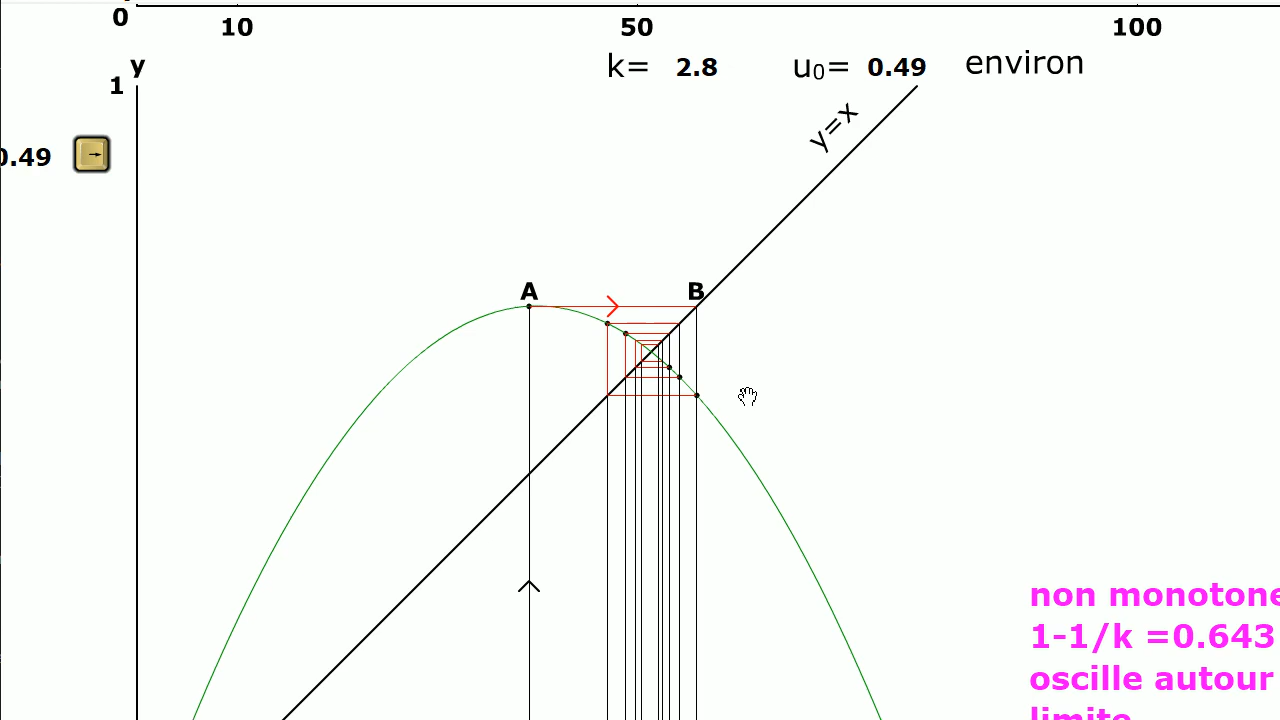 0
10 50 100
y
1
k= 2.8 u₀= 0.49 environ
y=x
0.49
A B
non monotone
1-1/k =0.643
oscille autour
limite